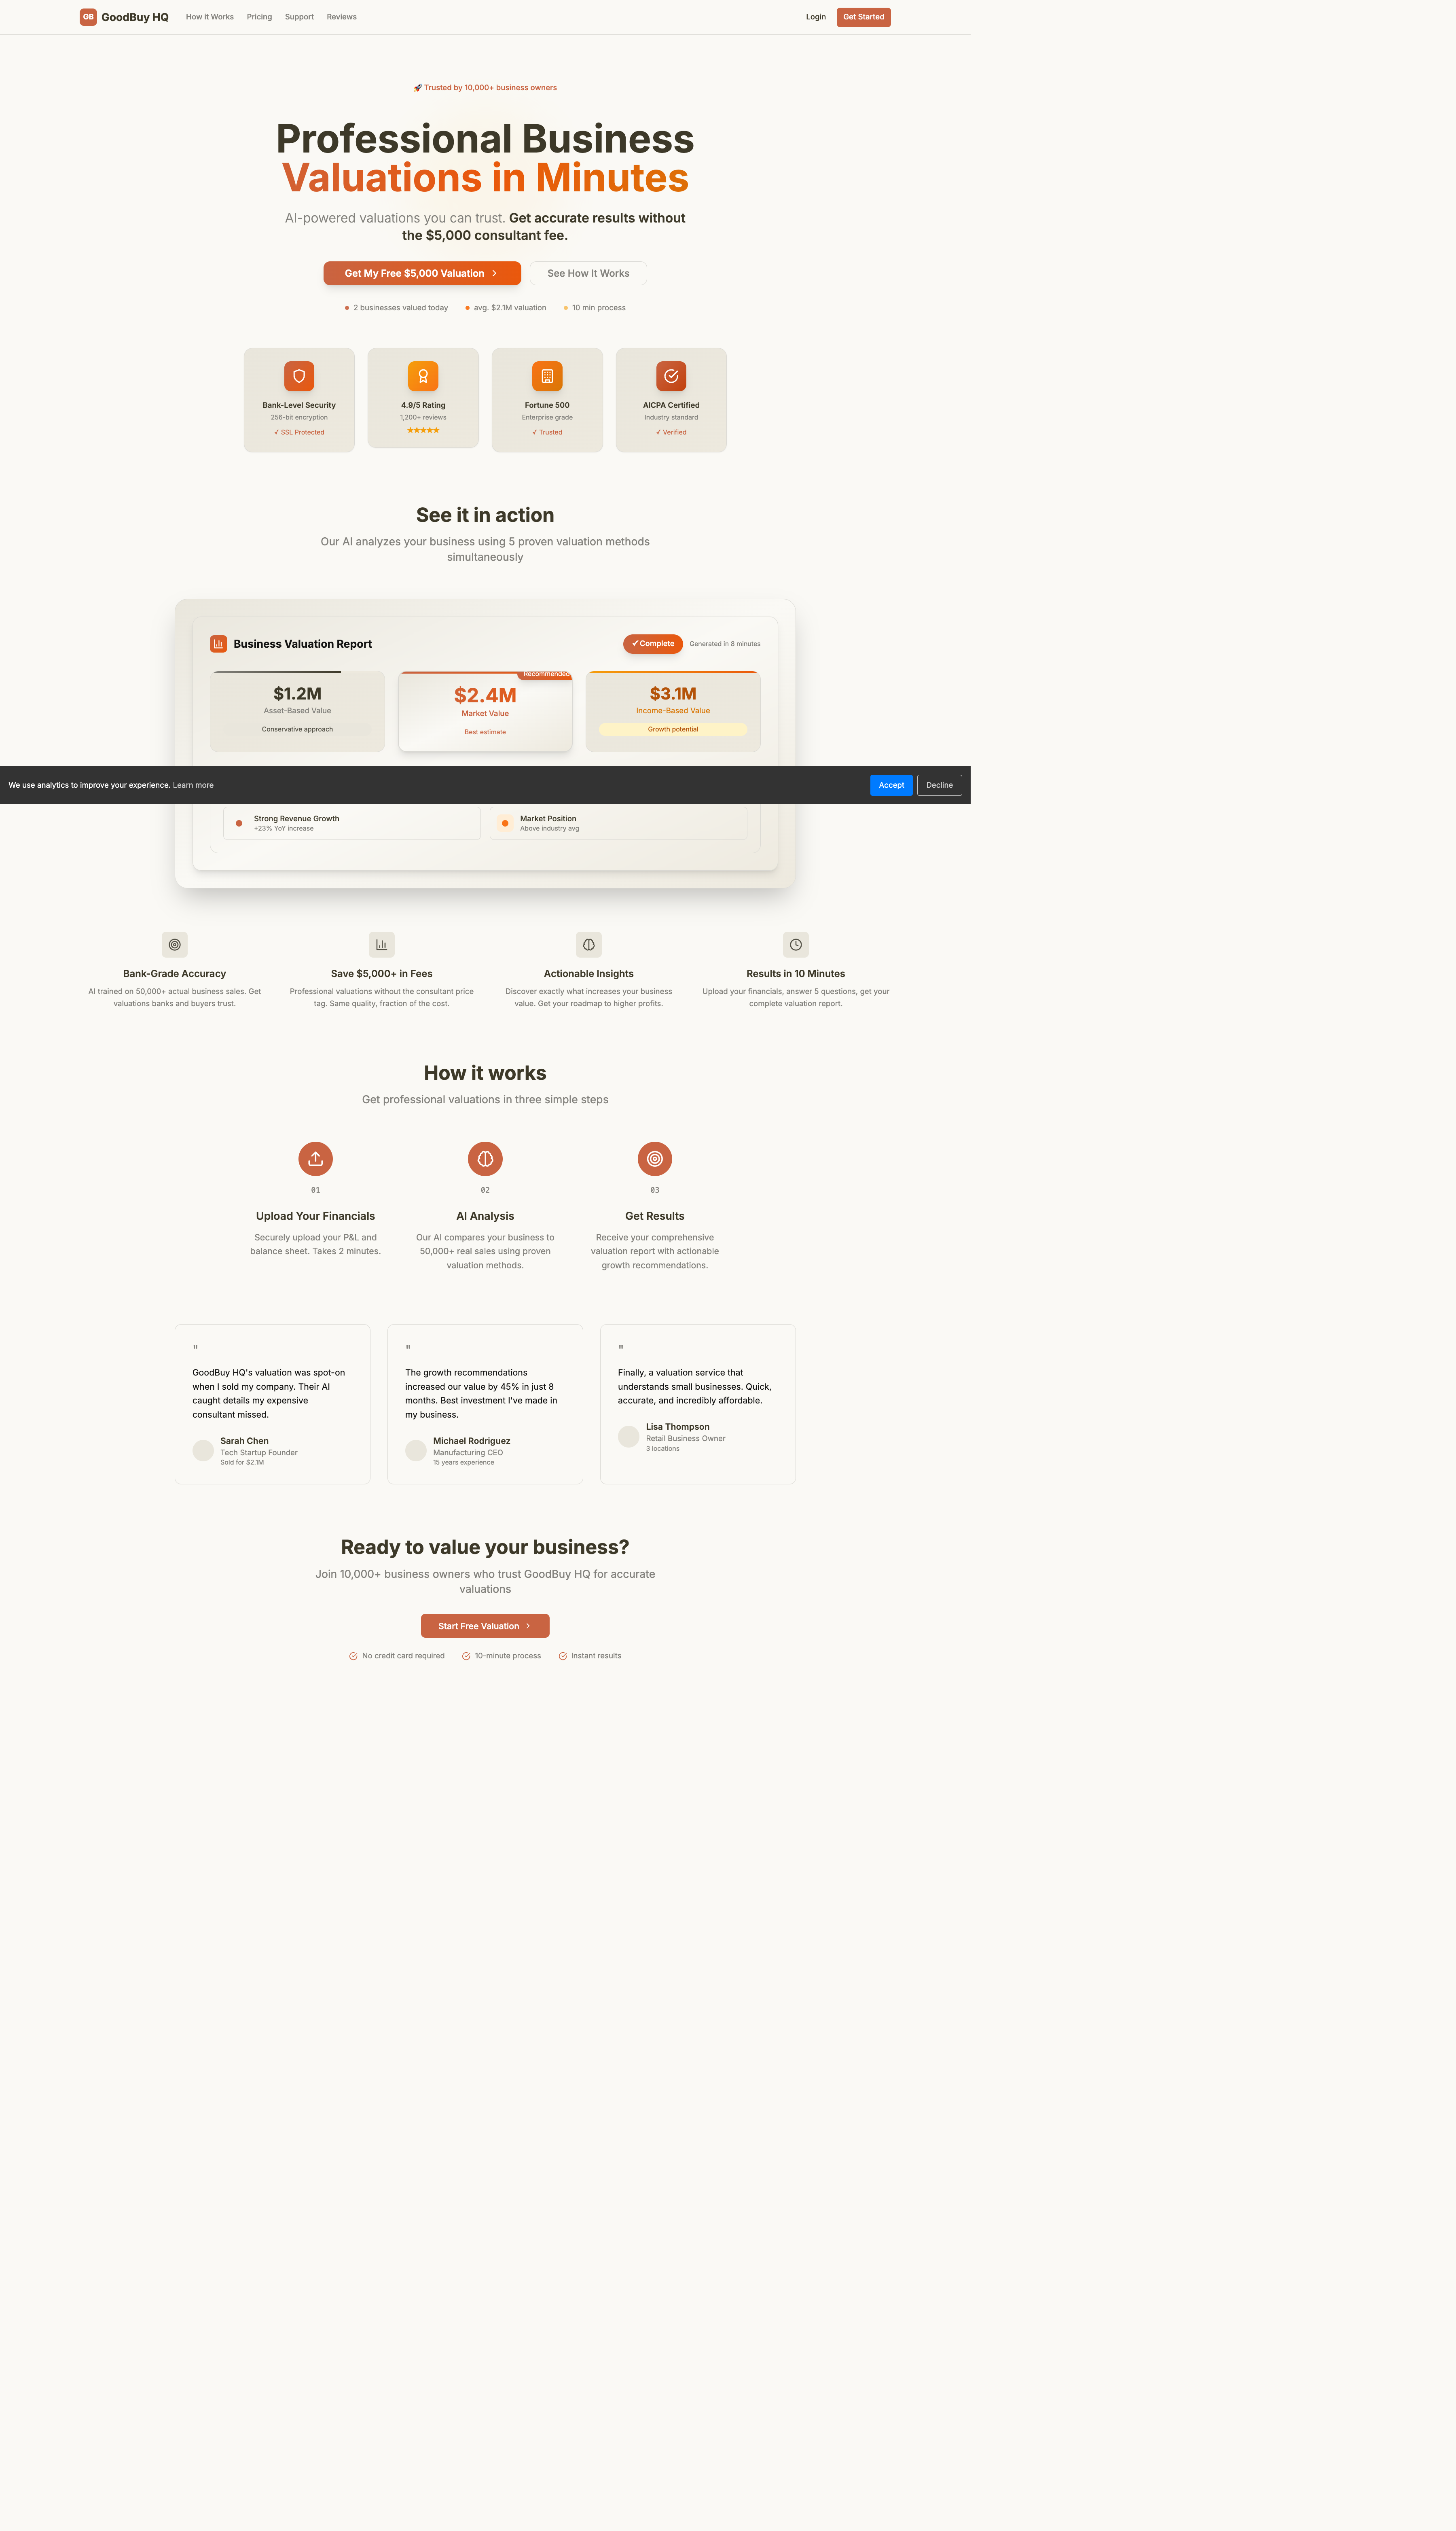 GB GoodBuy HQ How it Works Pricing Support Reviews Login Get Started
🚀 Trusted by 10,000+ business owners
Professional Business
Valuations in Minutes
AI-powered valuations you can trust. Get accurate results without
the $5,000 consultant fee.
Get My Free $5,000 Valuation
See How It Works
2 businesses valued today avg. $2.1M valuation 10 min process
Bank-Level Security
256-bit encryption
✓ SSL Protected
4.9/5 Rating
1,200+ reviews
★★★★★
Fortune 500
Enterprise grade
✓ Trusted
AICPA Certified
Industry standard
✓ Verified
See it in action
Our AI analyzes your business using 5 proven valuation methods
simultaneously
Business Valuation Report
✓ Complete
Generated in 8 minutes
$1.2M
Asset-Based Value
Conservative approach
Recommended
$2.4M
Market Value
Best estimate
$3.1M
Income-Based Value
Growth potential
We use analytics to improve your experience. Learn more
Accept
Decline
Strong Revenue Growth
+23% YoY increase
Market Position
Above industry avg
Bank-Grade Accuracy
AI trained on 50,000+ actual business sales. Get
valuations banks and buyers trust.
Save $5,000+ in Fees
Professional valuations without the consultant price
tag. Same quality, fraction of the cost.
Actionable Insights
Discover exactly what increases your business
value. Get your roadmap to higher profits.
Results in 10 Minutes
Upload your financials, answer 5 questions, get your
complete valuation report.
How it works
Get professional valuations in three simple steps
01
Upload Your Financials
Securely upload your P&L and
balance sheet. Takes 2 minutes.
02
AI Analysis
Our AI compares your business to
50,000+ real sales using proven
valuation methods.
03
Get Results
Receive your comprehensive
valuation report with actionable
growth recommendations.
"
GoodBuy HQ's valuation was spot-on
when I sold my company. Their AI
caught details my expensive
consultant missed.
Sarah Chen
Tech Startup Founder
Sold for $2.1M
"
The growth recommendations
increased our value by 45% in just 8
months. Best investment I've made in
my business.
Michael Rodriguez
Manufacturing CEO
15 years experience
"
Finally, a valuation service that
understands small businesses. Quick,
accurate, and incredibly affordable.
Lisa Thompson
Retail Business Owner
3 locations
Ready to value your business?
Join 10,000+ business owners who trust GoodBuy HQ for accurate
valuations
Start Free Valuation
No credit card required 10-minute process Instant results